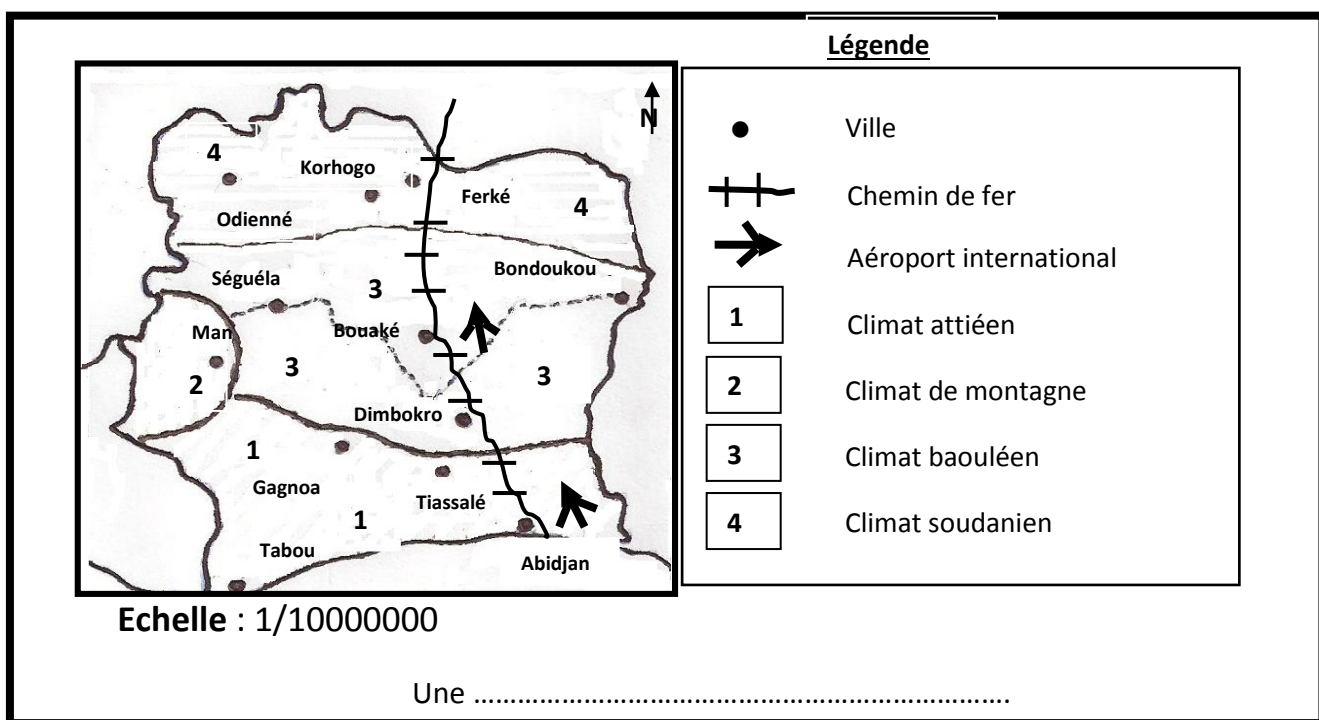 Légende
N
4
Korhogo
Ferké
4
Odienné
Bondoukou
Séguéla
3
Man
Bouaké
3
3
2
Dimbokro
1
Gagnoa
Tiassalé
1
Tabou
Abidjan
Ville
Chemin de fer
Aéroport international
1 Climat attiéen
2 Climat de montagne
3 Climat baouléen
4 Climat soudanien
Echelle : 1/10000000
Une ……………………………………………………………….